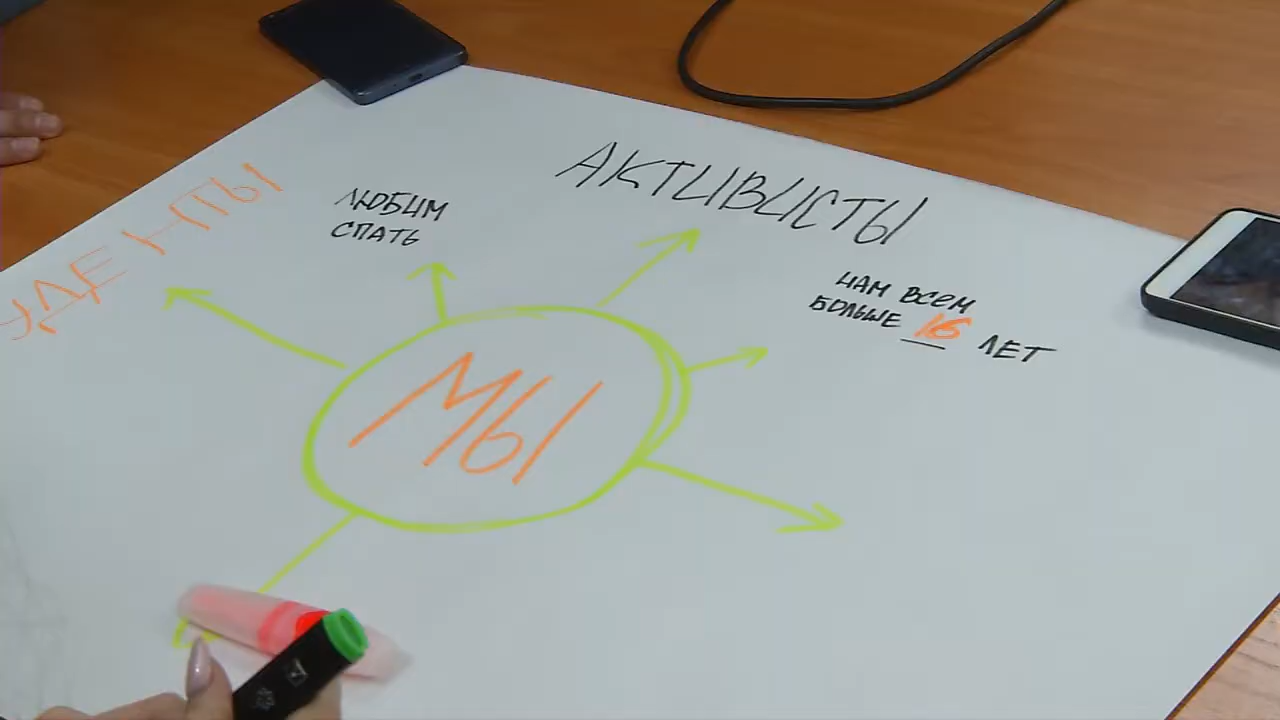 АКТИВИСТЫ
ЛЮБИМ
СПАТЬ
НАМ ВСЕМ
БОЛЬШЕ 16 ЛЕТ
МЫ